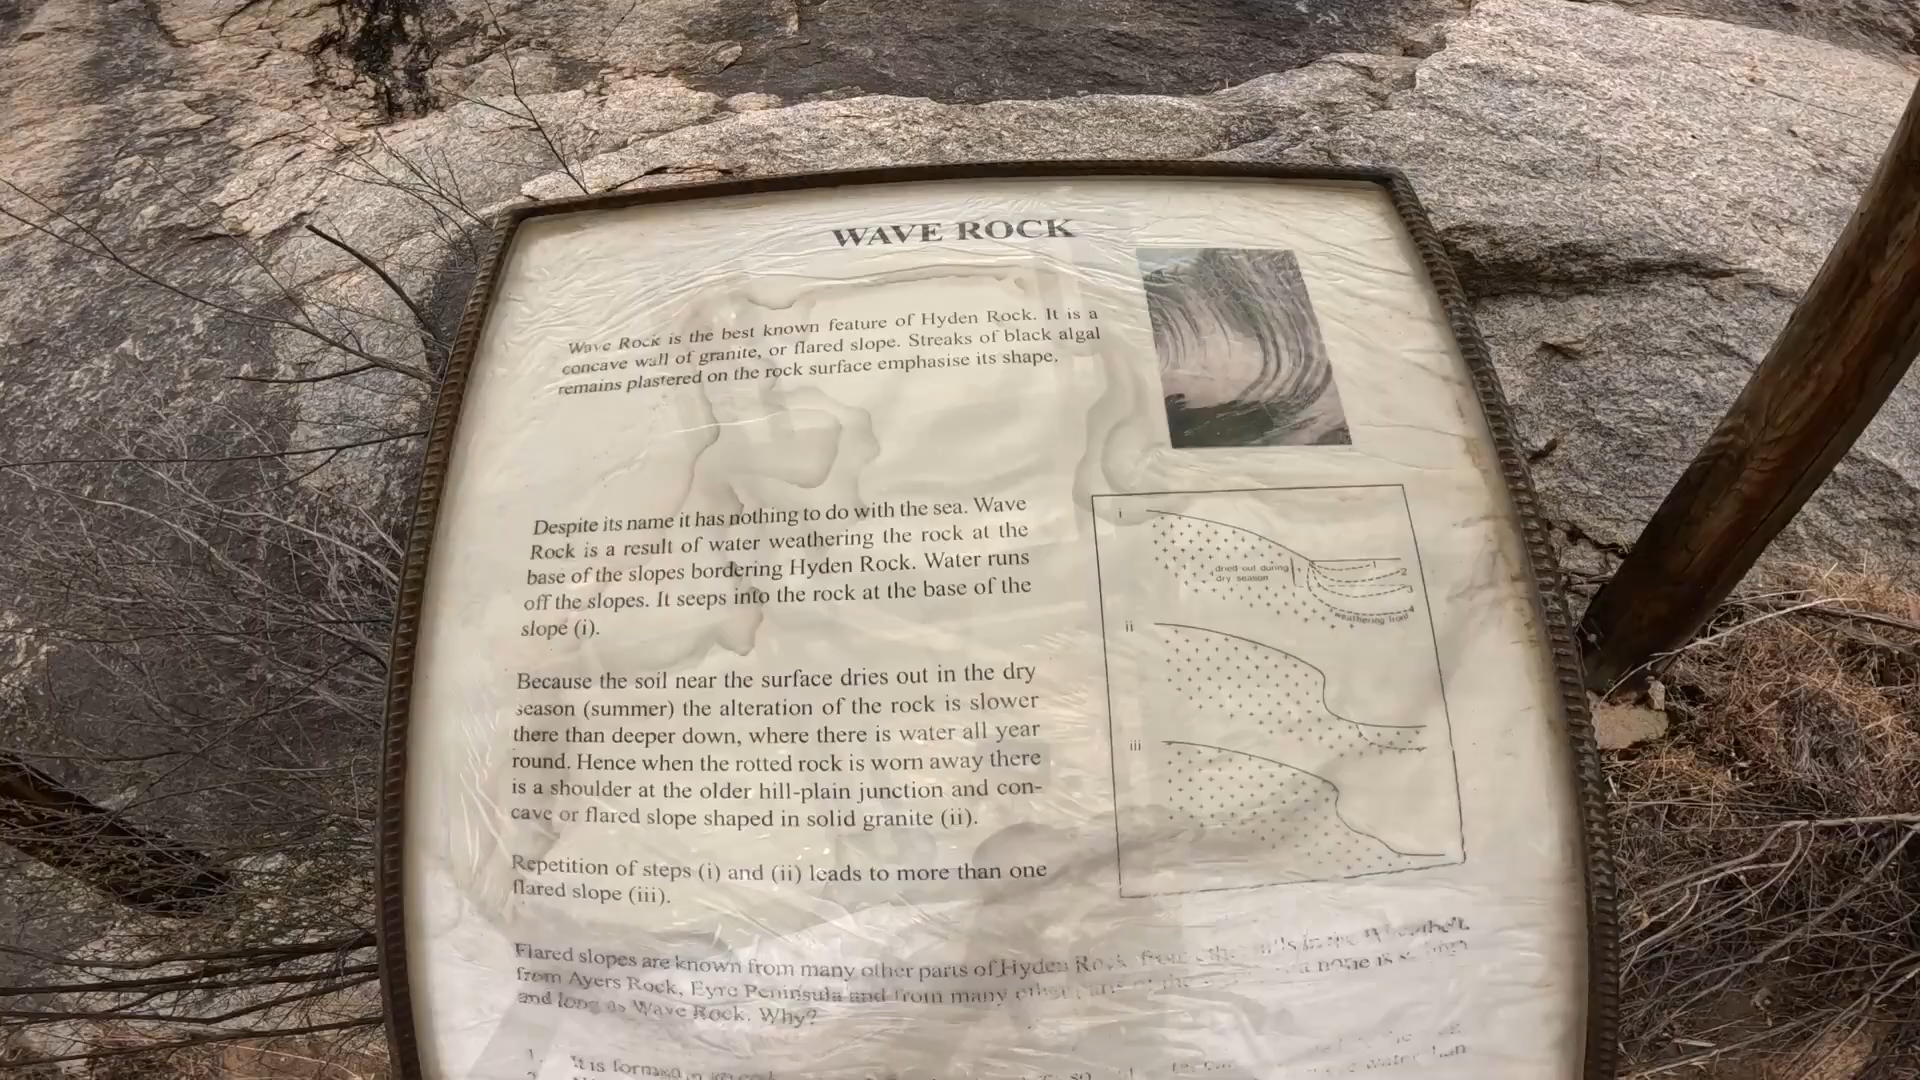 WAVE ROCK
Wave Rock is the best known feature of Hyden Rock. It is a
concave wall of granite, or flared slope. Streaks of black algal
remains plastered on the rock surface emphasise its shape.
Despite its name it has nothing to do with the sea. Wave
Rock is a result of water weathering the rock at the
base of the slopes bordering Hyden Rock. Water runs
off the slopes. It seeps into the rock at the base of the
slope (i).
Because the soil near the surface dries out in the dry
season (summer) the alteration of the rock is slower
there than deeper down, where there is water all year
round. Hence when the rotted rock is worn away there
is a shoulder at the older hill-plain junction and con-
cave or flared slope shaped in solid granite (ii).
Repetition of steps (i) and (ii) leads to more than one
flared slope (iii).
i
dried out during
dry season
1
2
3
4
weathering front
ii
iii
Flared slopes are known from many other parts of Hyden Rock
from Ayers Rock, Eyre Peninsula and from many other
and long as Wave Rock. Why?
1. It is formed